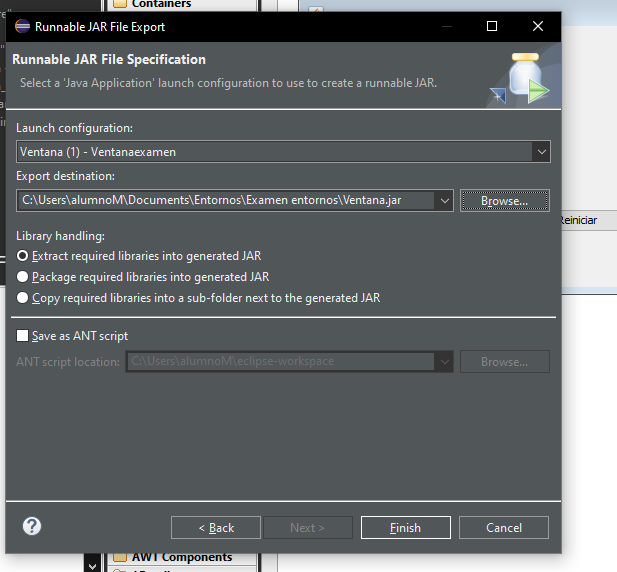 Containers
Runnable JAR File Export
Runnable JAR File Specification
Select a 'Java Application' launch configuration to use to create a runnable JAR.
Launch configuration:
Ventana (1) - Ventanaexamen
Export destination:
C:\Users\alumnoM\Documents\Entornos\Examen entornos\Ventana.jar
Browse...
Reiniciar
Library handling:
Extract required libraries into generated JAR
Package required libraries into generated JAR
Copy required libraries into a sub-folder next to the generated JAR
Save as ANT script
ANT script location:
C:\Users\alumnoM\eclipse-workspace
Browse...
< Back
Next >
Finish
Cancel
AWT Components